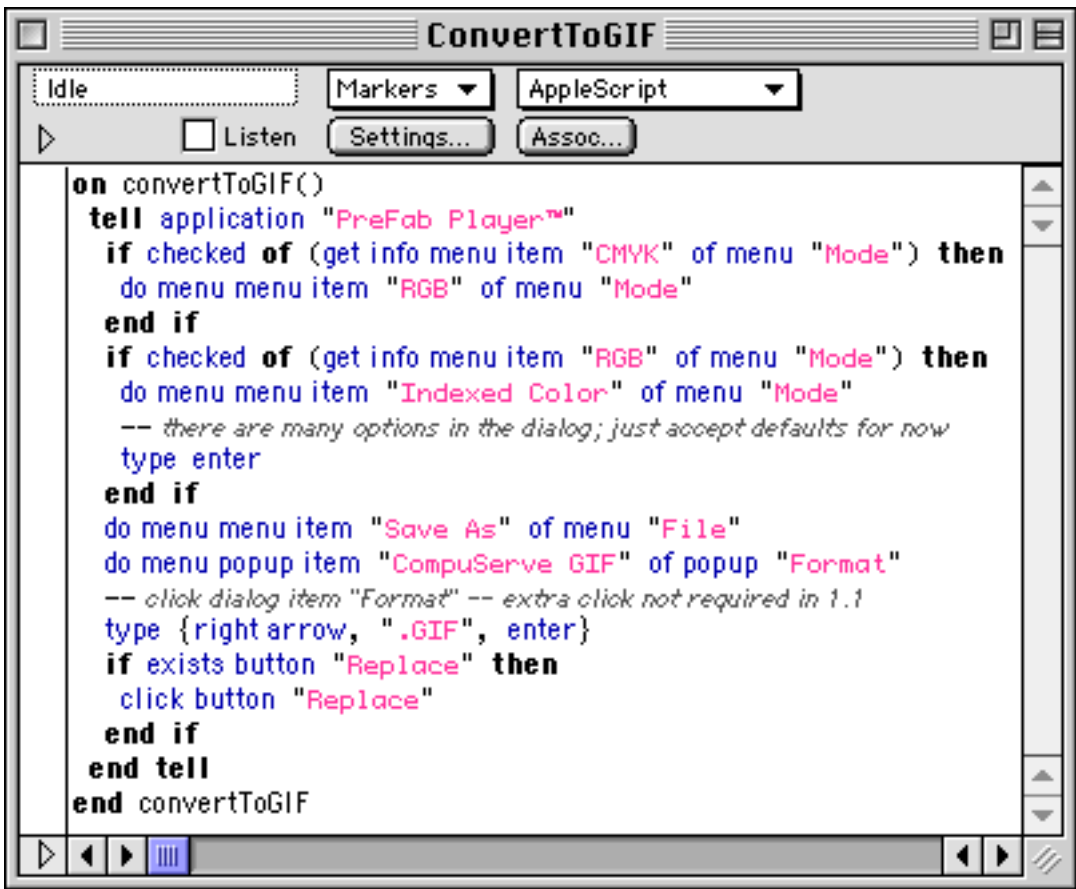 ConvertToGIF
Idle Markers AppleScript
Listen Settings... Assoc...
on convertToGIF()
tell application "PreFab Player™"
if checked of (get info menu item "CMYK" of menu "Mode") then
do menu menu item "RGB" of menu "Mode"
end if
if checked of (get info menu item "RGB" of menu "Mode") then
do menu menu item "Indexed Color" of menu "Mode"
-- there are many options in the dialog; just accept defaults for now
type enter
end if
do menu menu item "Save As" of menu "File"
do menu popup item "CompuServe GIF" of popup "Format"
-- click dialog item "Format" -- extra click not required in 1.1
type {right arrow, ".GIF", enter}
if exists button "Replace" then
click button "Replace"
end if
end tell
end convertToGIF